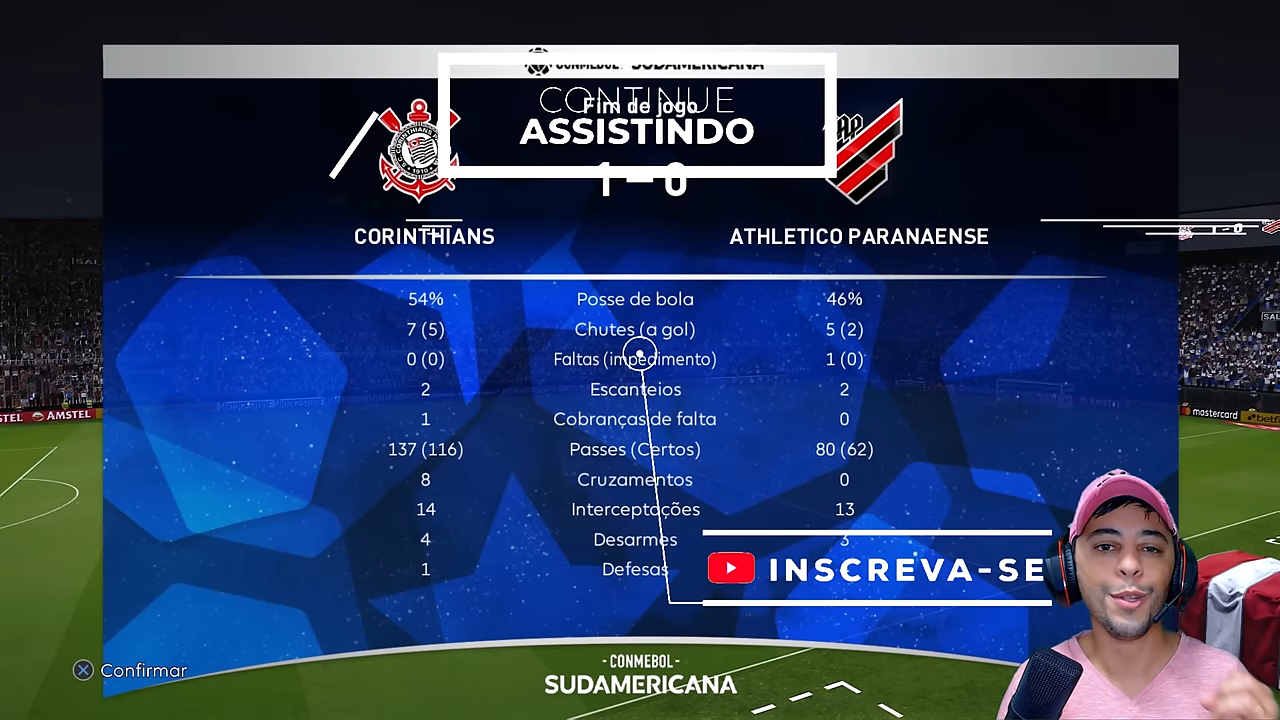 CONMEBOL SUDAMERICANA
CONTINUE
Fim de jogo
ASSISTINDO
1 - 0
CORINTHIANS
ATHLETICO PARANAENSE
1-0
54% Posse de bola 46%
7 (5) Chutes (a gol) 5 (2)
0 (0) Faltas (impedimento) 1 (0)
2 Escanteios 2
1 Cobranças de falta 0
137 (116) Passes (Certos) 80 (62)
8 Cruzamentos 0
14 Interceptações 13
4 Desarmes 3
1 Defesas
INSCREVA-SE
AMSTEL
mastercard
Confirmar
-CONMEBOL-
SUDAMERICANA